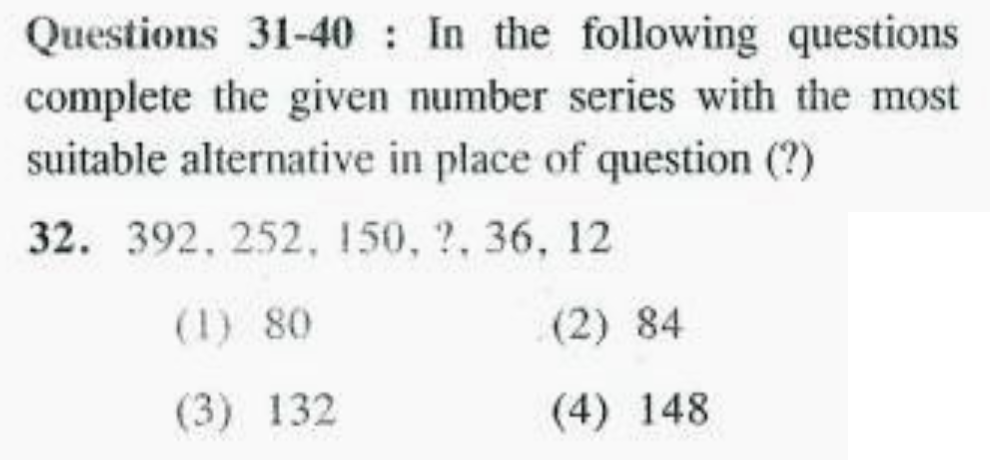 Questions 31-40 : In the following questions
complete the given number series with the most
suitable alternative in place of question (?)
32. 392, 252, 150, ?, 36, 12
(1) 80 (2) 84
(3) 132 (4) 148